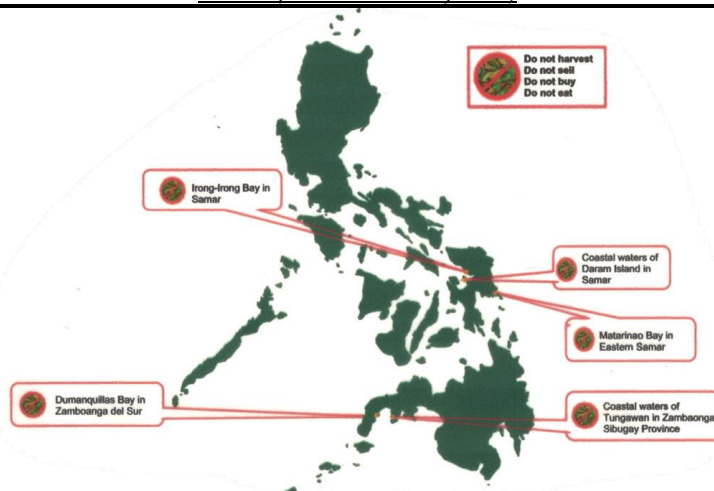 Do not harvest
Do not sell
Do not buy
Do not eat
Irong-Irong Bay in
Samar
Coastal waters of
Daram Island in
Samar
Matarinao Bay in
Eastern Samar
Dumanquillas Bay in
Zamboanga del Sur
Coastal waters of
Tungawan in Zambaonga
Sibugay Province